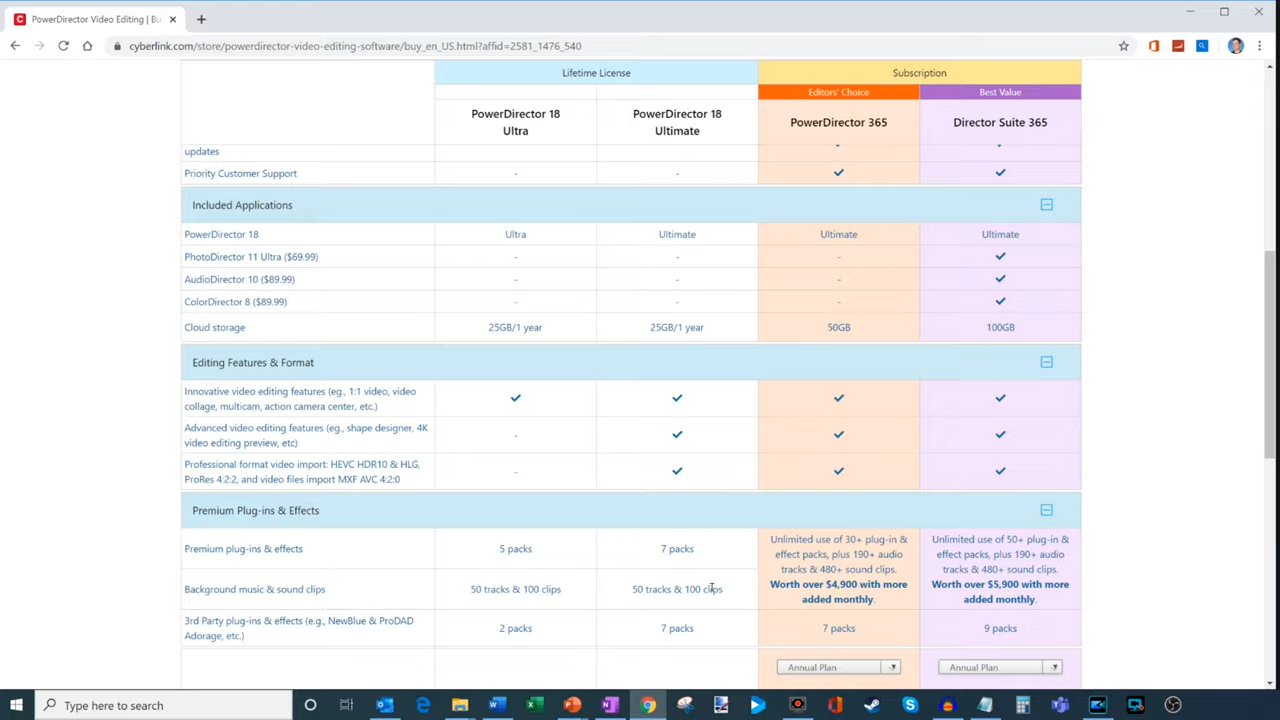 PowerDirector Video Editing | Bu
cyberlink.com/store/powerdirector-video-editing-software/buy_en_US.html?affid=2581_1476_540
Lifetime License
Subscription
Editors' Choice
Best Value
PowerDirector 18
Ultra
PowerDirector 18
Ultimate
PowerDirector 365
Director Suite 365
updates
Priority Customer Support - -
Included Applications
PowerDirector 18 Ultra Ultimate Ultimate Ultimate
PhotoDirector 11 Ultra ($69.99) - - -
AudioDirector 10 ($89.99) - - -
ColorDirector 8 ($89.99) - - -
Cloud storage 25GB/1 year 25GB/1 year 50GB 100GB
Editing Features & Format
Innovative video editing features (eg., 1:1 video, video
collage, multicam, action camera center, etc.)
Advanced video editing features (eg., shape designer, 4K
video editing preview, etc) -
Professional format video import: HEVC HDR10 & HLG,
ProRes 4:2:2, and video files import MXF AVC 4:2:0 -
Premium Plug-ins & Effects
Premium plug-ins & effects 5 packs 7 packs
Background music & sound clips 50 tracks & 100 clips 50 tracks & 100 clips
Unlimited use of 30+ plug-in &
effect packs, plus 190+ audio
tracks & 480+ sound clips.
Worth over $4,900 with more
added monthly.
Unlimited use of 50+ plug-in &
effect packs, plus 190+ audio
tracks & 480+ sound clips.
Worth over $5,900 with more
added monthly.
3rd Party plug-ins & effects (e.g., NewBlue & ProDAD
Adorage, etc.) 2 packs 7 packs 7 packs 9 packs
Annual Plan
Annual Plan
Type here to search